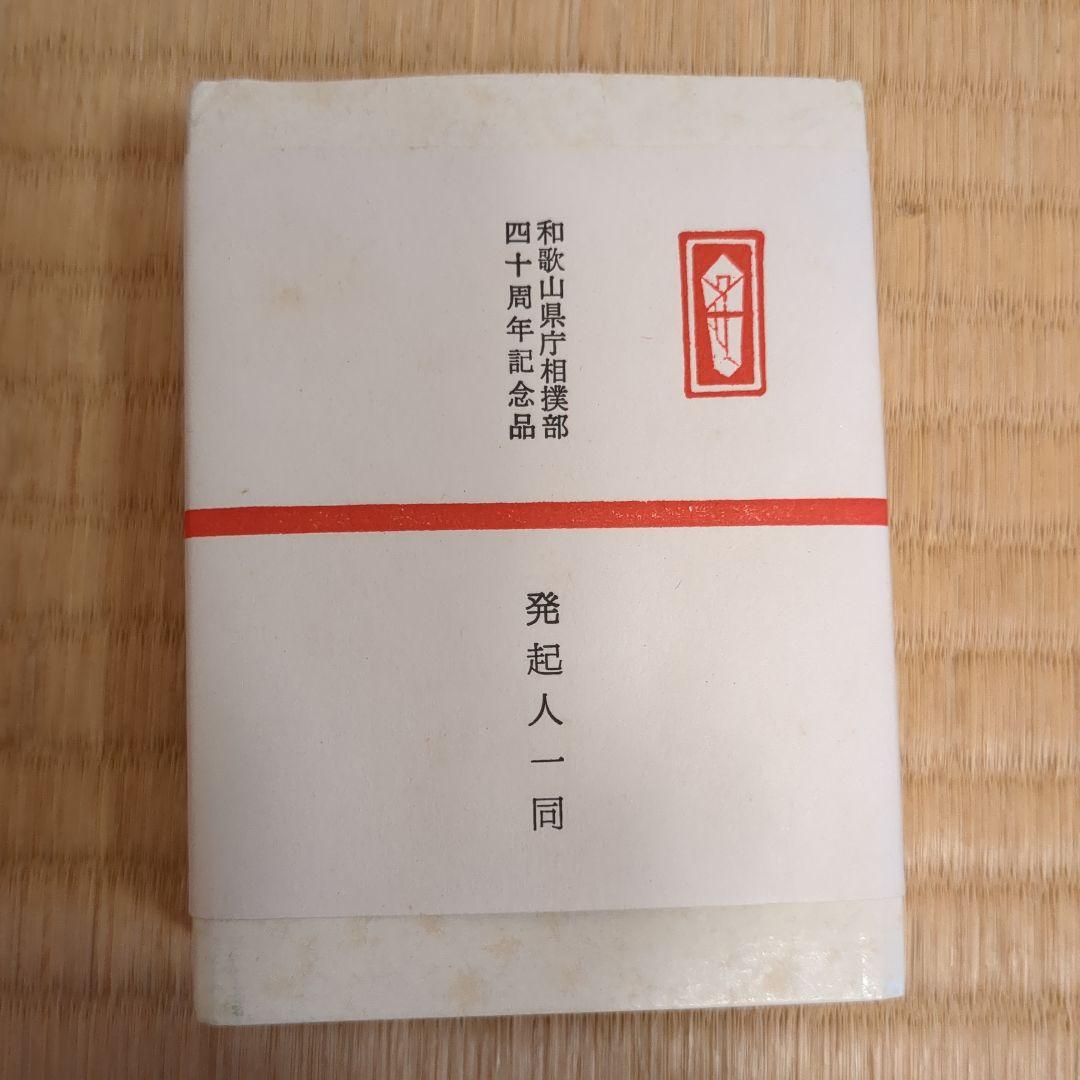 和歌山県庁相撲部
四十周年記念品
発起人一同